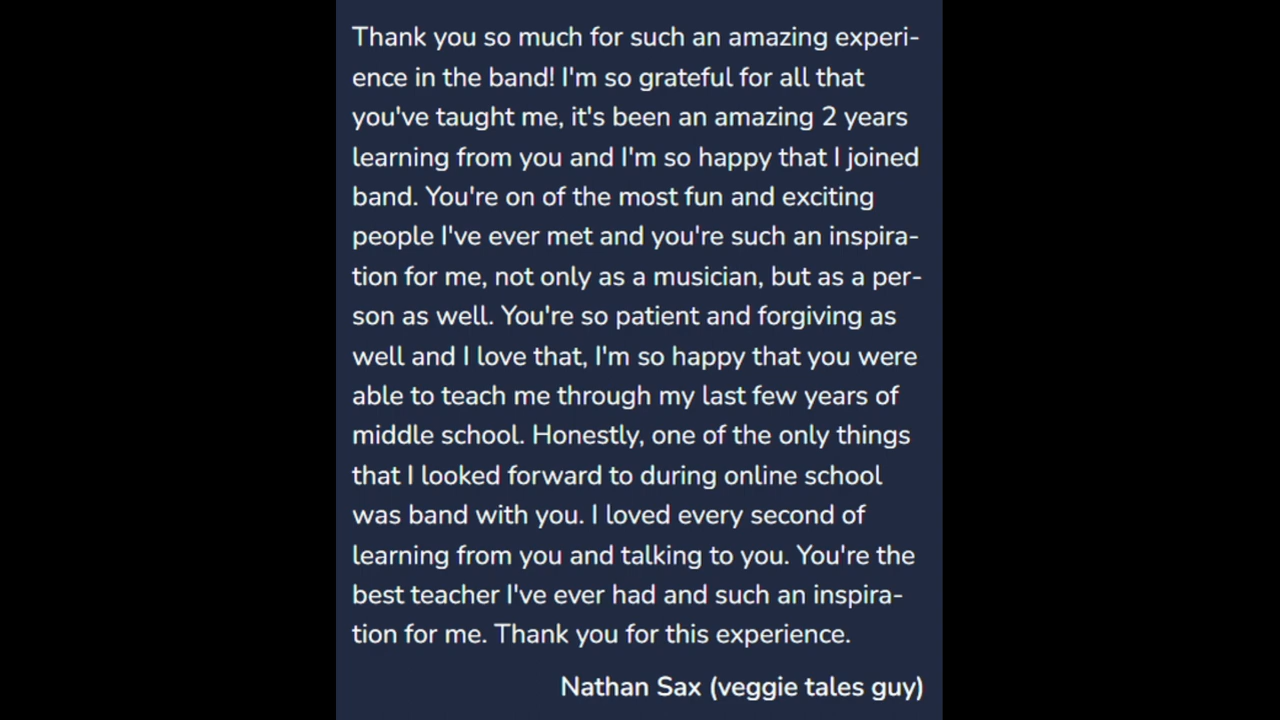 Thank you so much for such an amazing experi-
ence in the band! I'm so grateful for all that
you've taught me, it's been an amazing 2 years
learning from you and I'm so happy that I joined
band. You're on of the most fun and exciting
people I've ever met and you're such an inspira-
tion for me, not only as a musician, but as a per-
son as well. You're so patient and forgiving as
well and I love that, I'm so happy that you were
able to teach me through my last few years of
middle school. Honestly, one of the only things
that I looked forward to during online school
was band with you. I loved every second of
learning from you and talking to you. You're the
best teacher I've ever had and such an inspira-
tion for me. Thank you for this experience.
Nathan Sax (veggie tales guy)